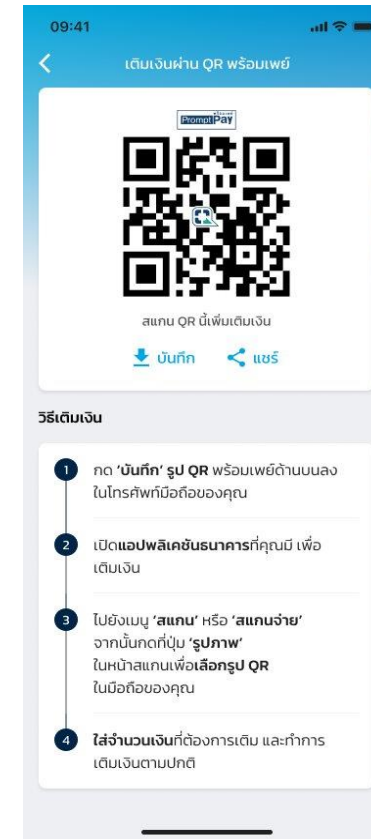 09:41
เติมเงินผ่าน QR พร้อมเพย์
PromptPay
สแกน QR นี้เพิ่มเติมเงิน
บันทึก แชร์
วิธีเติมเงิน
1 กด ‘บันทึก’ รูป QR พร้อมเพย์ด้านบนลง
ในโทรศัพท์มือถือของคุณ
2 เปิดแอปพลิเคชันธนาคารที่คุณมี เพื่อ
เติมเงิน
3 ไปยังเมนู ‘สแกน’ หรือ ‘สแกนจ่าย’
จากนั้นกดที่ปุ่ม ‘รูปภาพ’
ในหน้าสแกนเพื่อเลือกรูป QR
ในมือถือของคุณ
4 ใส่จำนวนเงินที่ต้องการเติม และทำการ
เติมเงินตามปกติ